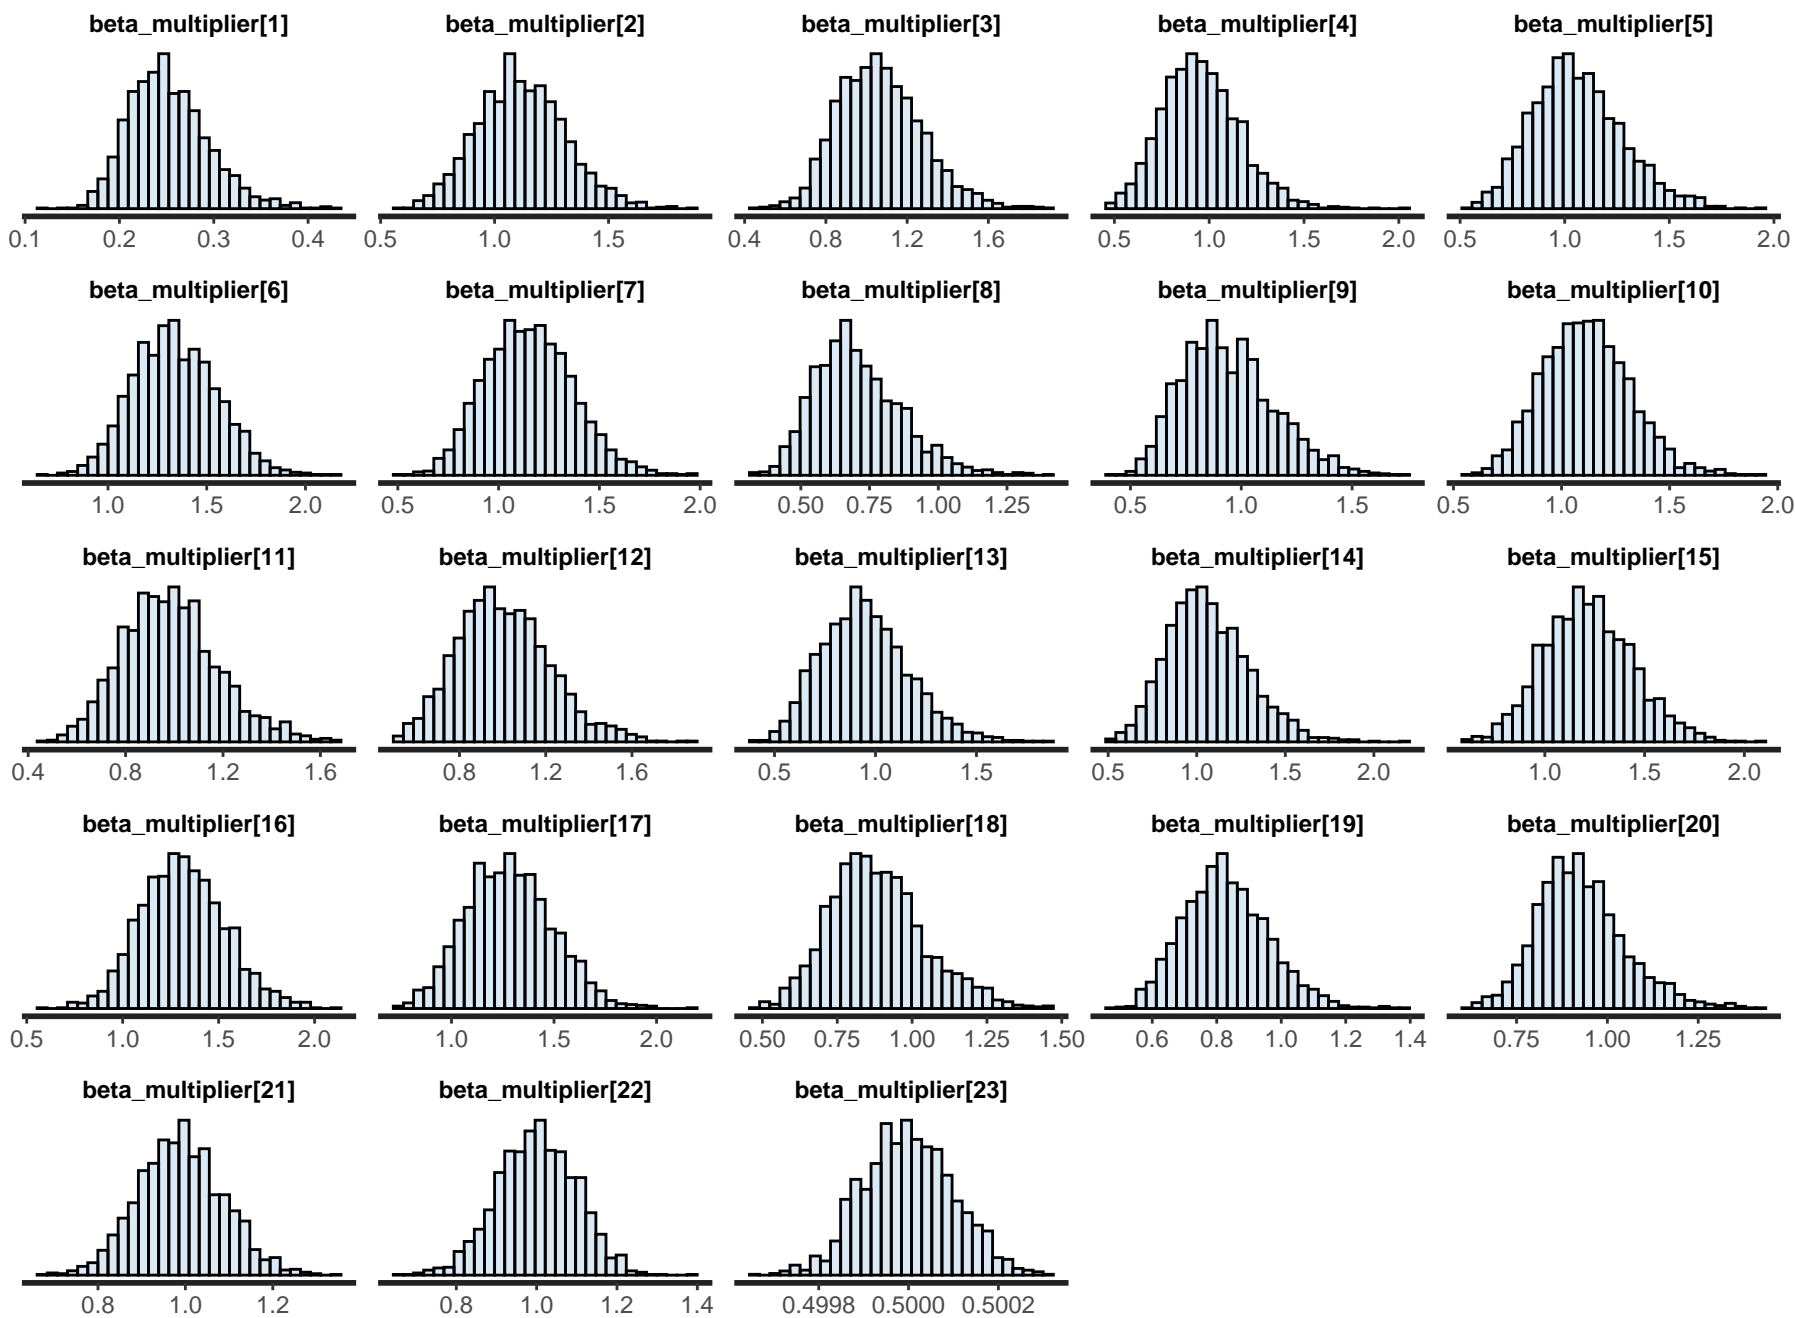 beta_multiplier[1] beta_multiplier[2] beta_multiplier[3] beta_multiplier[4] beta_multiplier[5]
0.1 0.2 0.3 0.4 0.5 1.0 1.5 0.4 0.8 1.2 1.6 0.5 1.0 1.5 2.0 0.5 1.0 1.5 2.0
beta_multiplier[6] beta_multiplier[7] beta_multiplier[8] beta_multiplier[9] beta_multiplier[10]
1.0 1.5 2.0 0.5 1.0 1.5 2.0 0.50 0.75 1.00 1.25 0.5 1.0 1.5 0.5 1.0 1.5 2.0
beta_multiplier[11] beta_multiplier[12] beta_multiplier[13] beta_multiplier[14] beta_multiplier[15]
0.4 0.8 1.2 1.6 0.8 1.2 1.6 0.5 1.0 1.5 0.5 1.0 1.5 2.0 1.0 1.5 2.0
beta_multiplier[16] beta_multiplier[17] beta_multiplier[18] beta_multiplier[19] beta_multiplier[20]
0.5 1.0 1.5 2.0 1.0 1.5 2.0 0.50 0.75 1.00 1.25 1.50 0.6 0.8 1.0 1.2 1.4 0.75 1.00 1.25
beta_multiplier[21] beta_multiplier[22] beta_multiplier[23]
0.8 1.0 1.2 0.8 1.0 1.2 1.4 0.4998 0.5000 0.5002